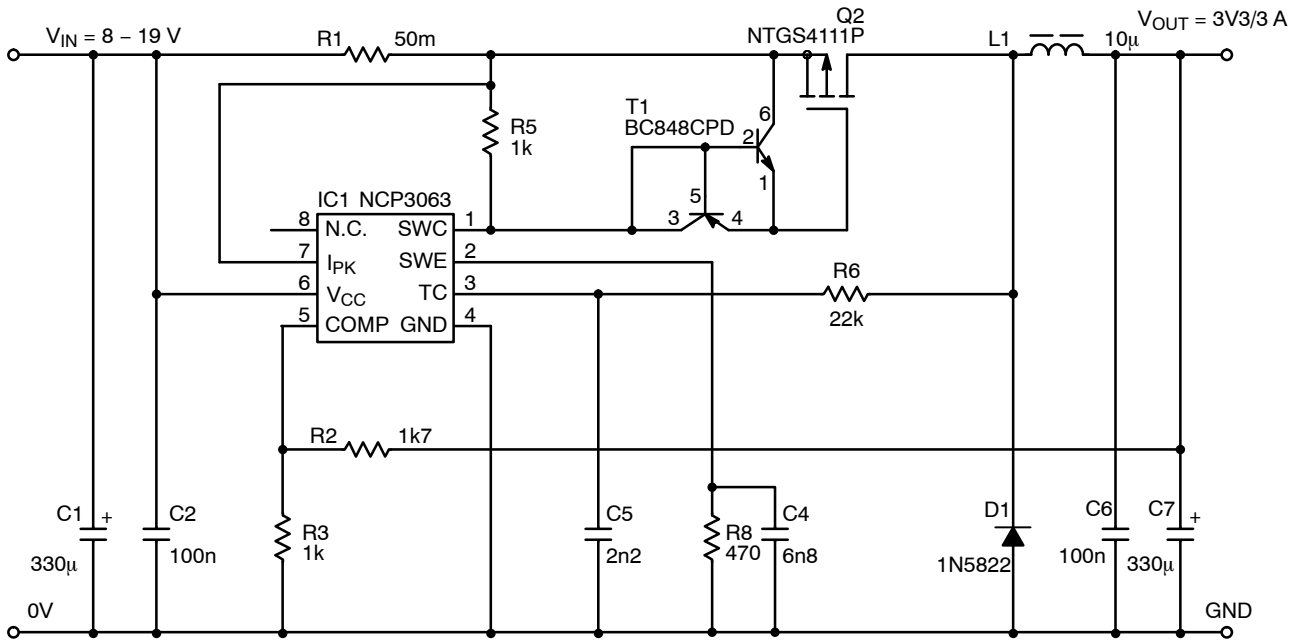 Q2
V_IN = 8 – 19 V
R1
50m
NTGS4111P
L1
10µ
V_OUT = 3V3/3 A
T1
BC848CPD
6
2
1
5
3
4
R5
1k
IC1 NCP3063
8
N.C.
SWC
1
7
I_PK
SWE
2
6
V_CC
TC
3
5
COMP
GND
4
R6
22k
R2
1k7
C1
+
330µ
C2
100n
R3
1k
C5
2n2
R8
470
C4
6n8
D1
1N5822
C6
100n
C7
+
330µ
0V
GND